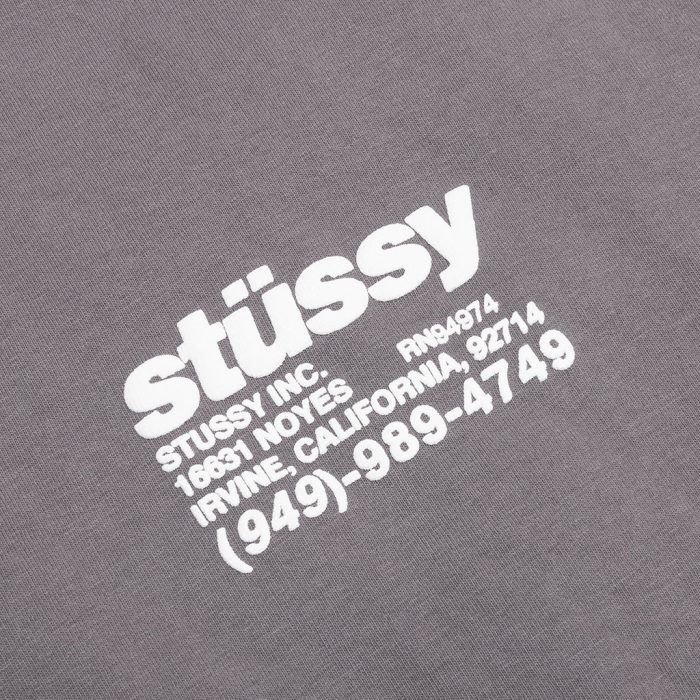 stüssy
STUSSY INC.
16631 NOYES RN94974
IRVINE, CALIFORNIA, 92714
(949)-989-4749